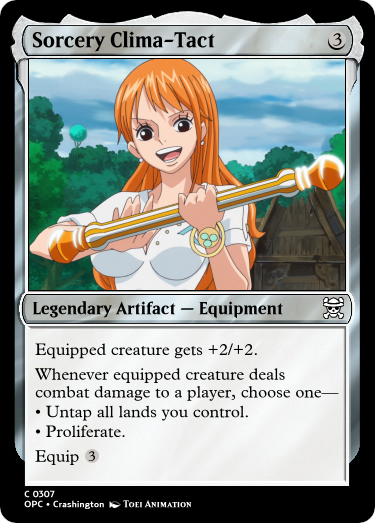 Sorcery Clima-Tact 3
Legendary Artifact — Equipment
Equipped creature gets +2/+2.
Whenever equipped creature deals
combat damage to a player, choose one—
• Untap all lands you control.
• Proliferate.
Equip 3
C 0307
OPC • Crashington TOEI ANIMATION